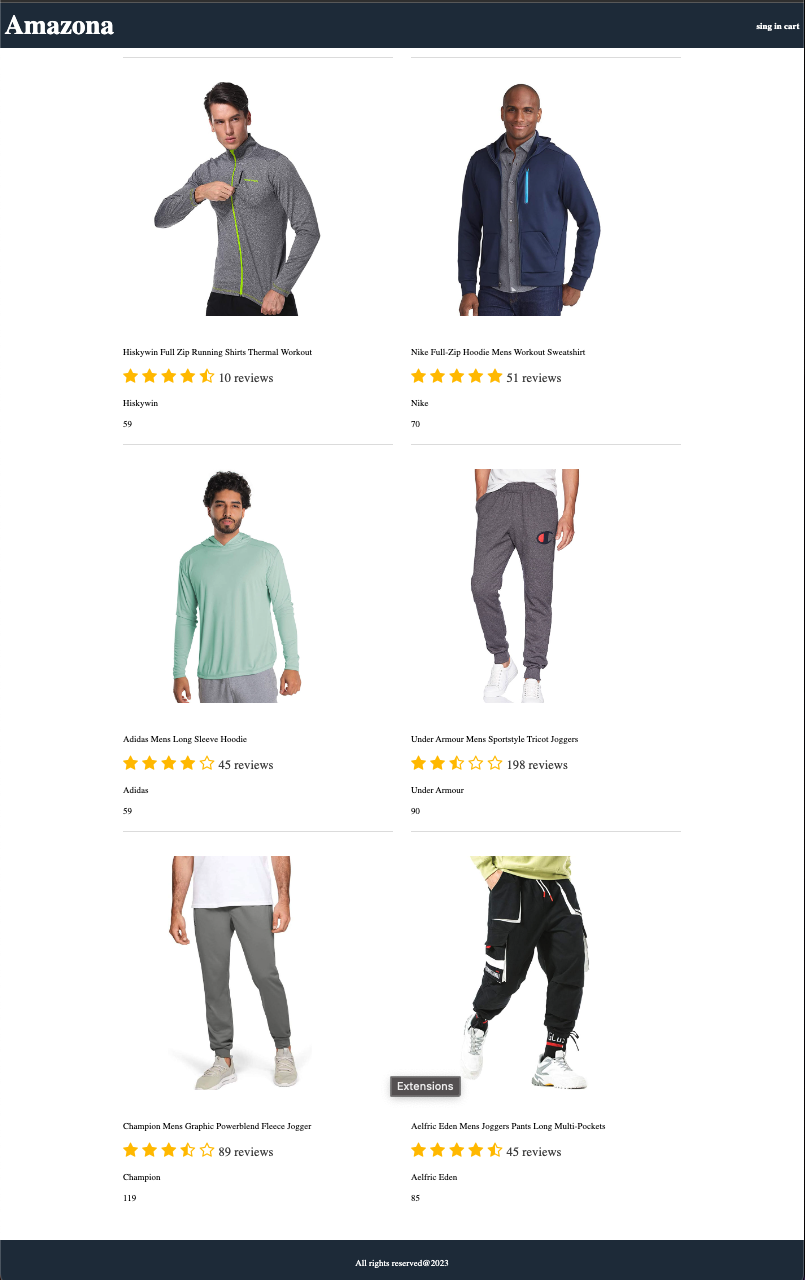 Amazona
sing in cart
Hiskywin Full Zip Running Shirts Thermal Workout
10 reviews
Hiskywin
59
Nike Full-Zip Hoodie Mens Workout Sweatshirt
51 reviews
Nike
70
Adidas Mens Long Sleeve Hoodie
45 reviews
Adidas
59
Under Armour Mens Sportstyle Tricot Joggers
198 reviews
Under Armour
90
Champion Mens Graphic Powerblend Fleece Jogger
89 reviews
Champion
119
Extensions
Aelfric Eden Mens Joggers Pants Long Multi-Pockets
45 reviews
Aelfric Eden
85
All rights reserved@2023